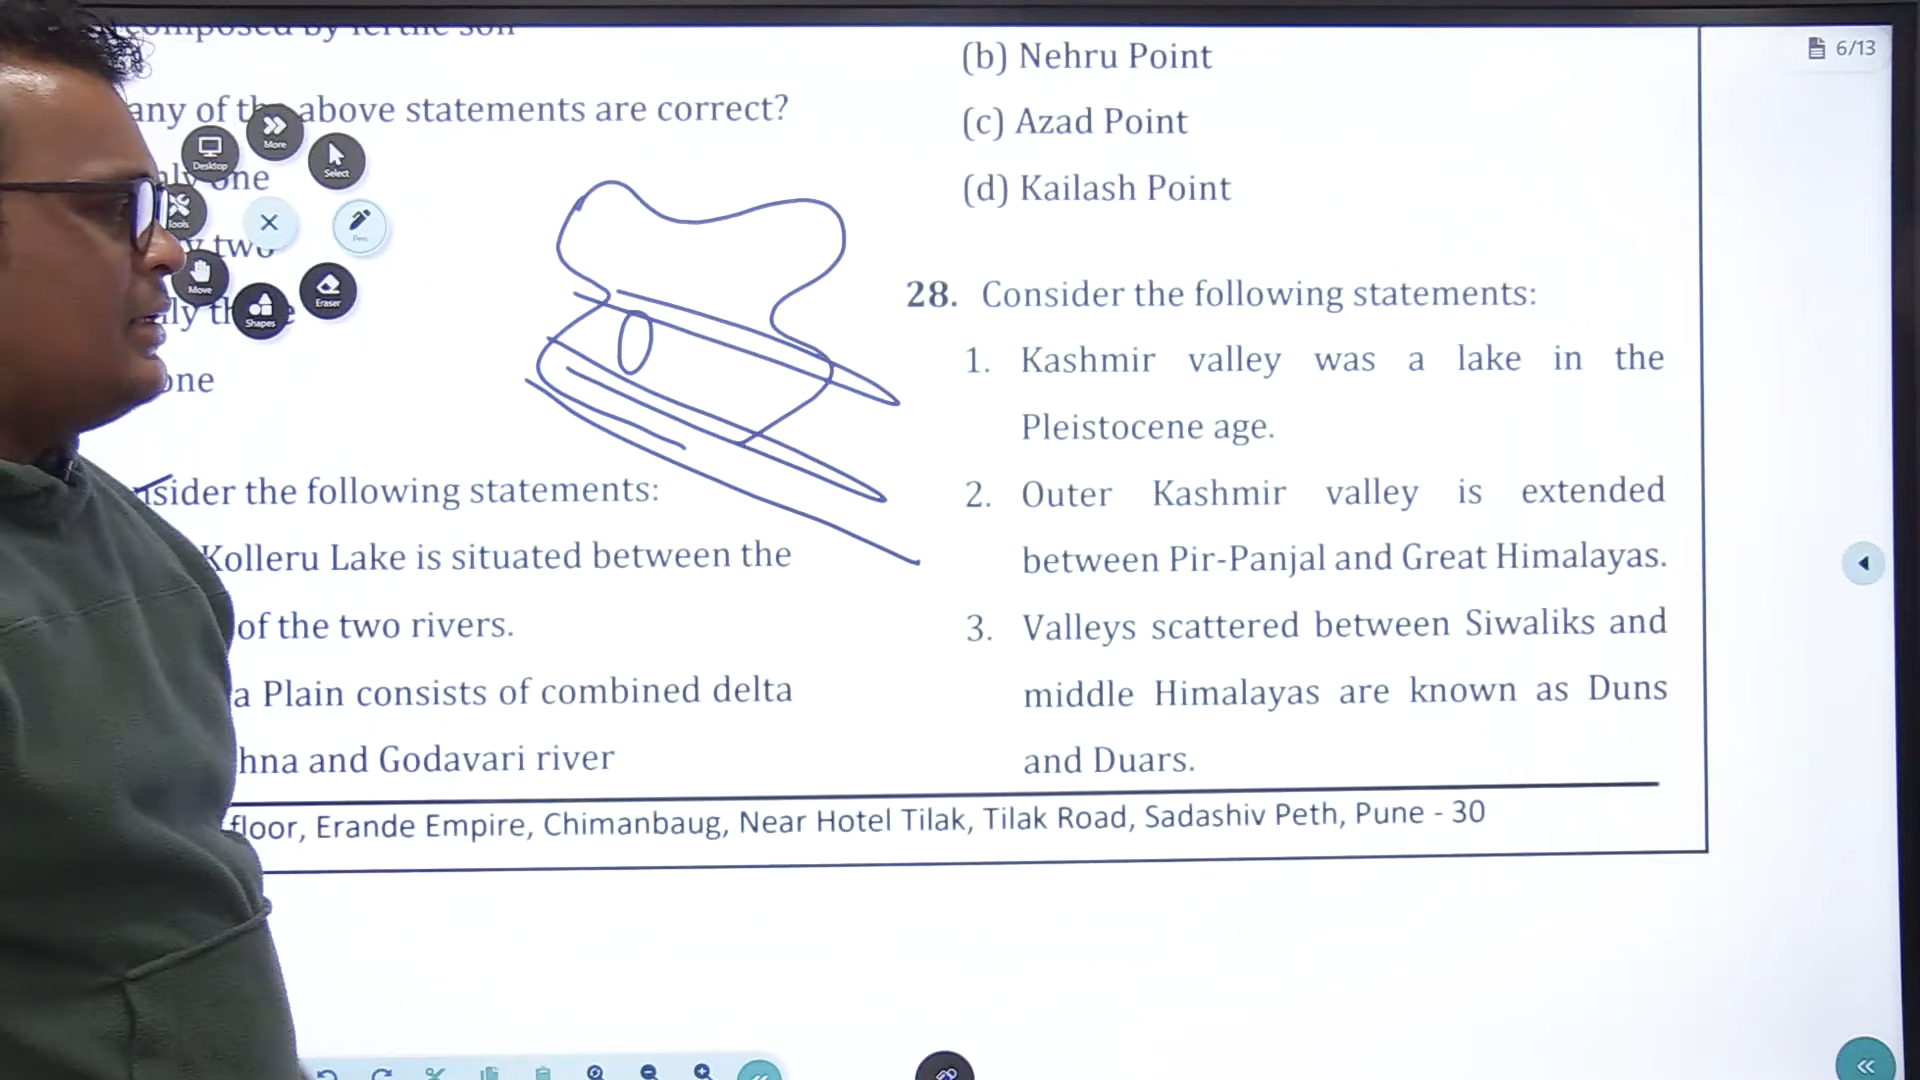 any of the above statements are correct?
one
two
one
Consider the following statements:
Kolleru Lake is situated between the
of the two rivers.
a Plain consists of combined delta
hna and Godavari river
(b) Nehru Point
(c) Azad Point
(d) Kailash Point
28. Consider the following statements:
1. Kashmir valley was a lake in the
Pleistocene age.
2. Outer Kashmir valley is extended
between Pir-Panjal and Great Himalayas.
3. Valleys scattered between Siwaliks and
middle Himalayas are known as Duns
and Duars.
floor, Erande Empire, Chimanbaug, Near Hotel Tilak, Tilak Road, Sadashiv Peth, Pune - 30
6/13
More
Desktop
Select
Tools
Pen
Move
Eraser
Shapes